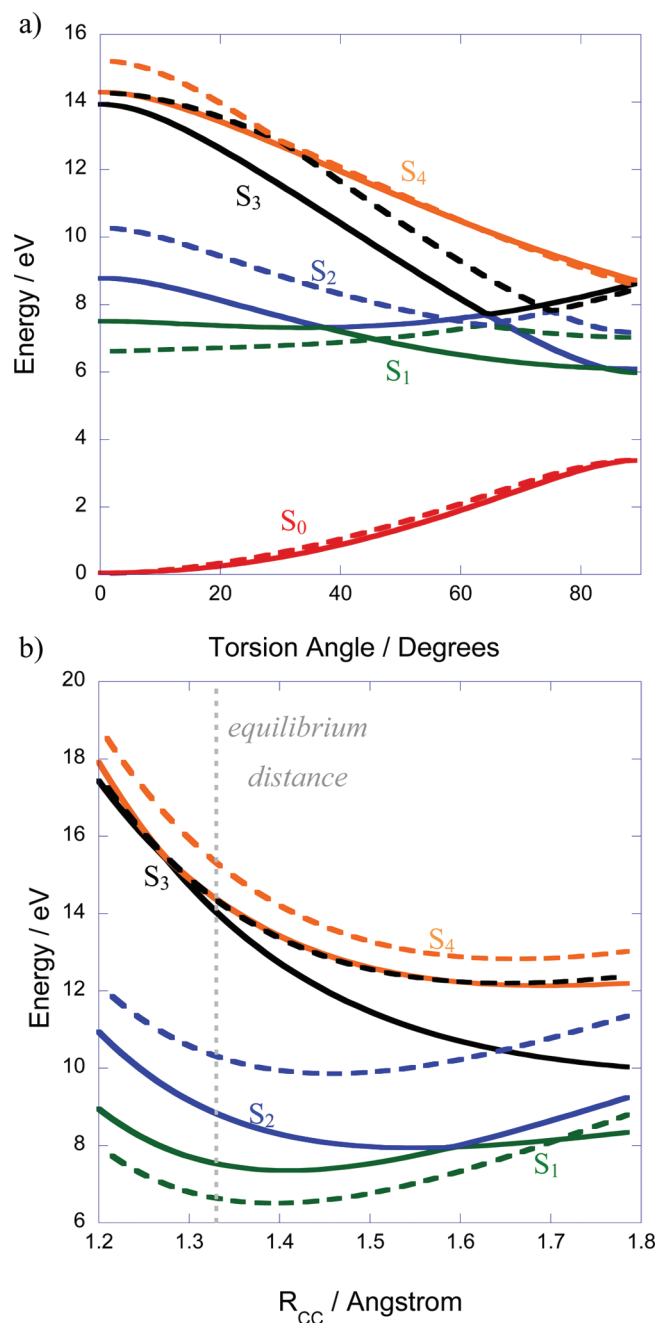 a)
16
14
12
10
8
6
4
2
0
Energy / eV
S4
S3
S2
S1
S0
0 20 40 60 80
Torsion Angle / Degrees
b)
20
18
16
14
12
10
8
6
Energy / eV
equilibrium
distance
S3
S4
S2
S1
1.2 1.3 1.4 1.5 1.6 1.7 1.8
RCC / Angstrom